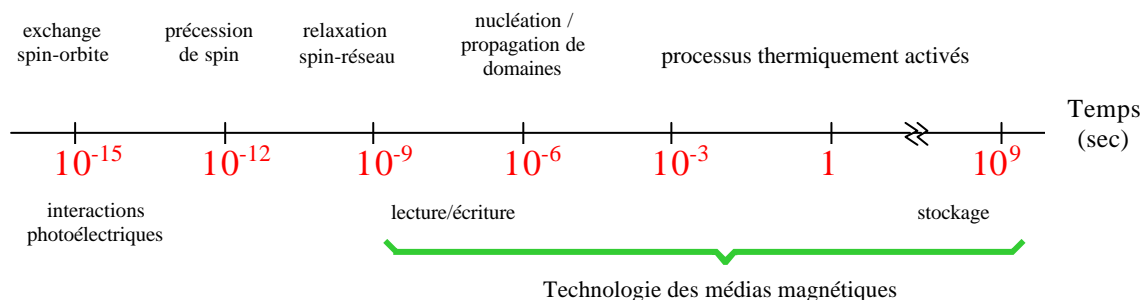 exchange
spin-orbite
précession
de spin
relaxation
spin-réseau
nucléation /
propagation de
domaines
processus thermiquement activés
Temps
(sec)
10^-15
10^-12
10^-9
10^-6
10^-3
1
10^9
interactions
photoélectriques
lecture/écriture
stockage
Technologie des médias magnétiques